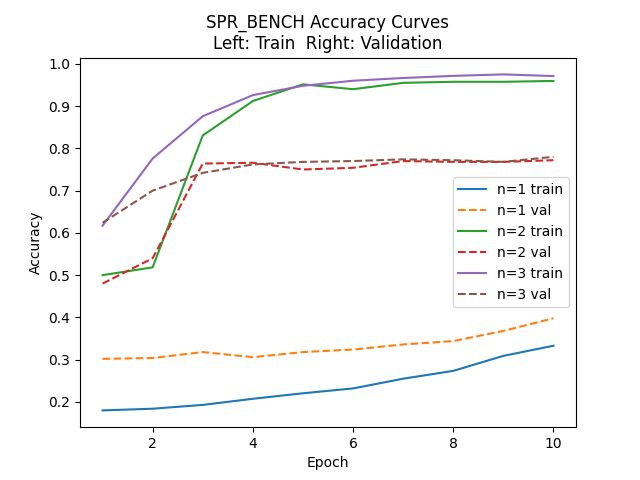 SPR_BENCH Accuracy Curves
Left: Train  Right: Validation
Accuracy
1.0
0.9
0.8
0.7
0.6
0.5
0.4
0.3
0.2
n=1 train
n=1 val
n=2 train
n=2 val
n=3 train
n=3 val
2 4 6 8 10
Epoch